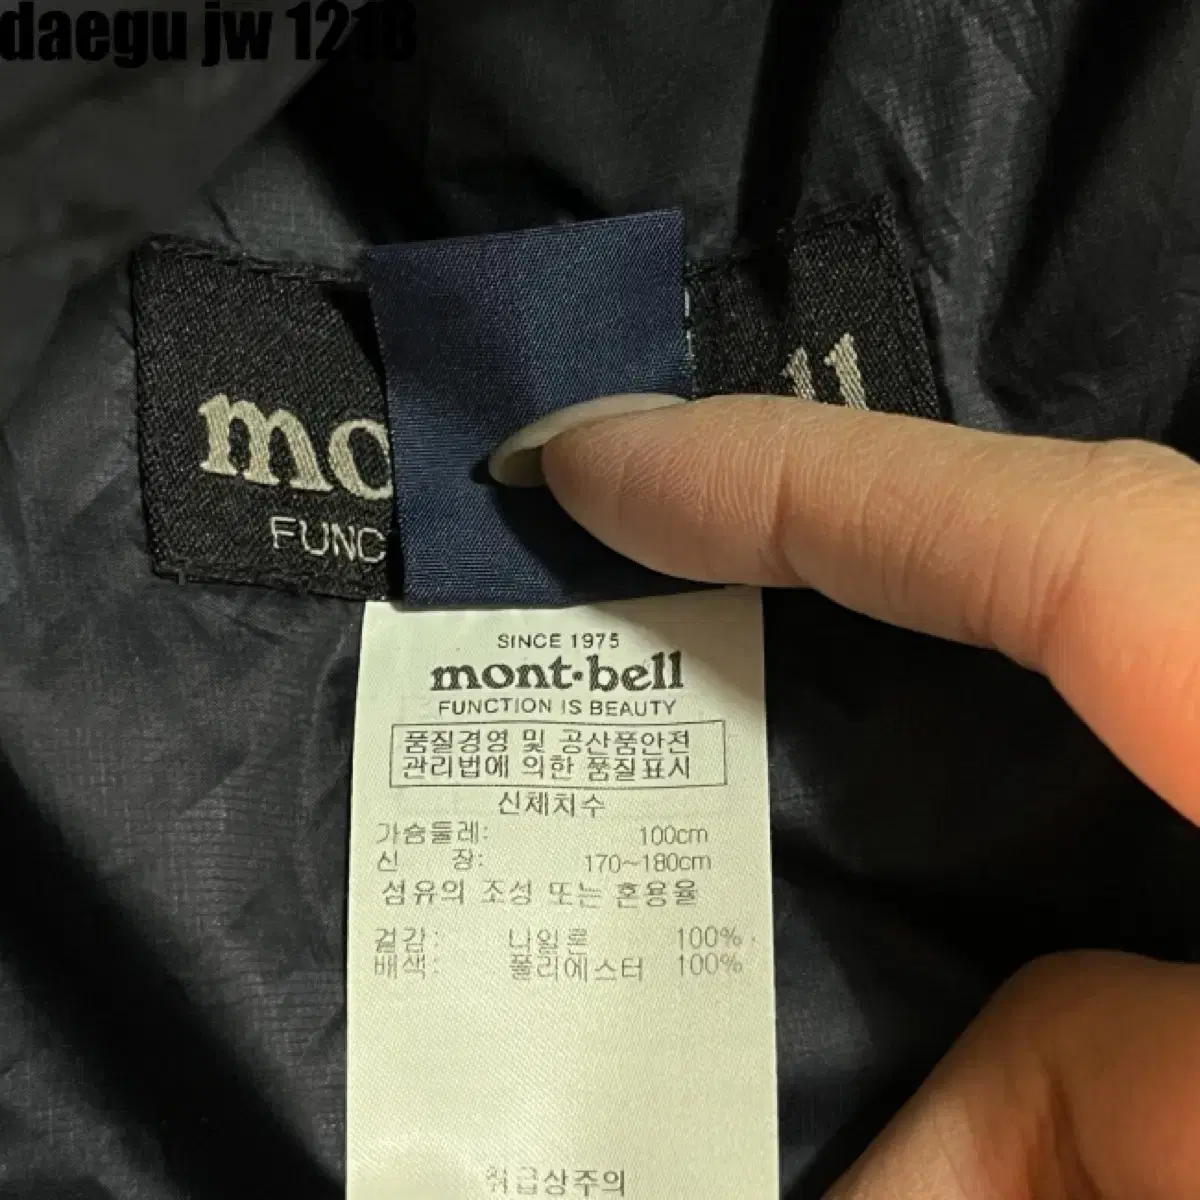 daegu jw 1218
mo ll
FUNC
SINCE 1975
mont·bell
FUNCTION IS BEAUTY
품질경영 및 공산품안전
관리법에 의한 품질표시
신체치수
가슴둘레: 100cm
신 장: 170~180cm
섬유의 조성 또는 혼용율
겉감: 나일론 100%
배색: 폴리에스터 100%
취급상주의